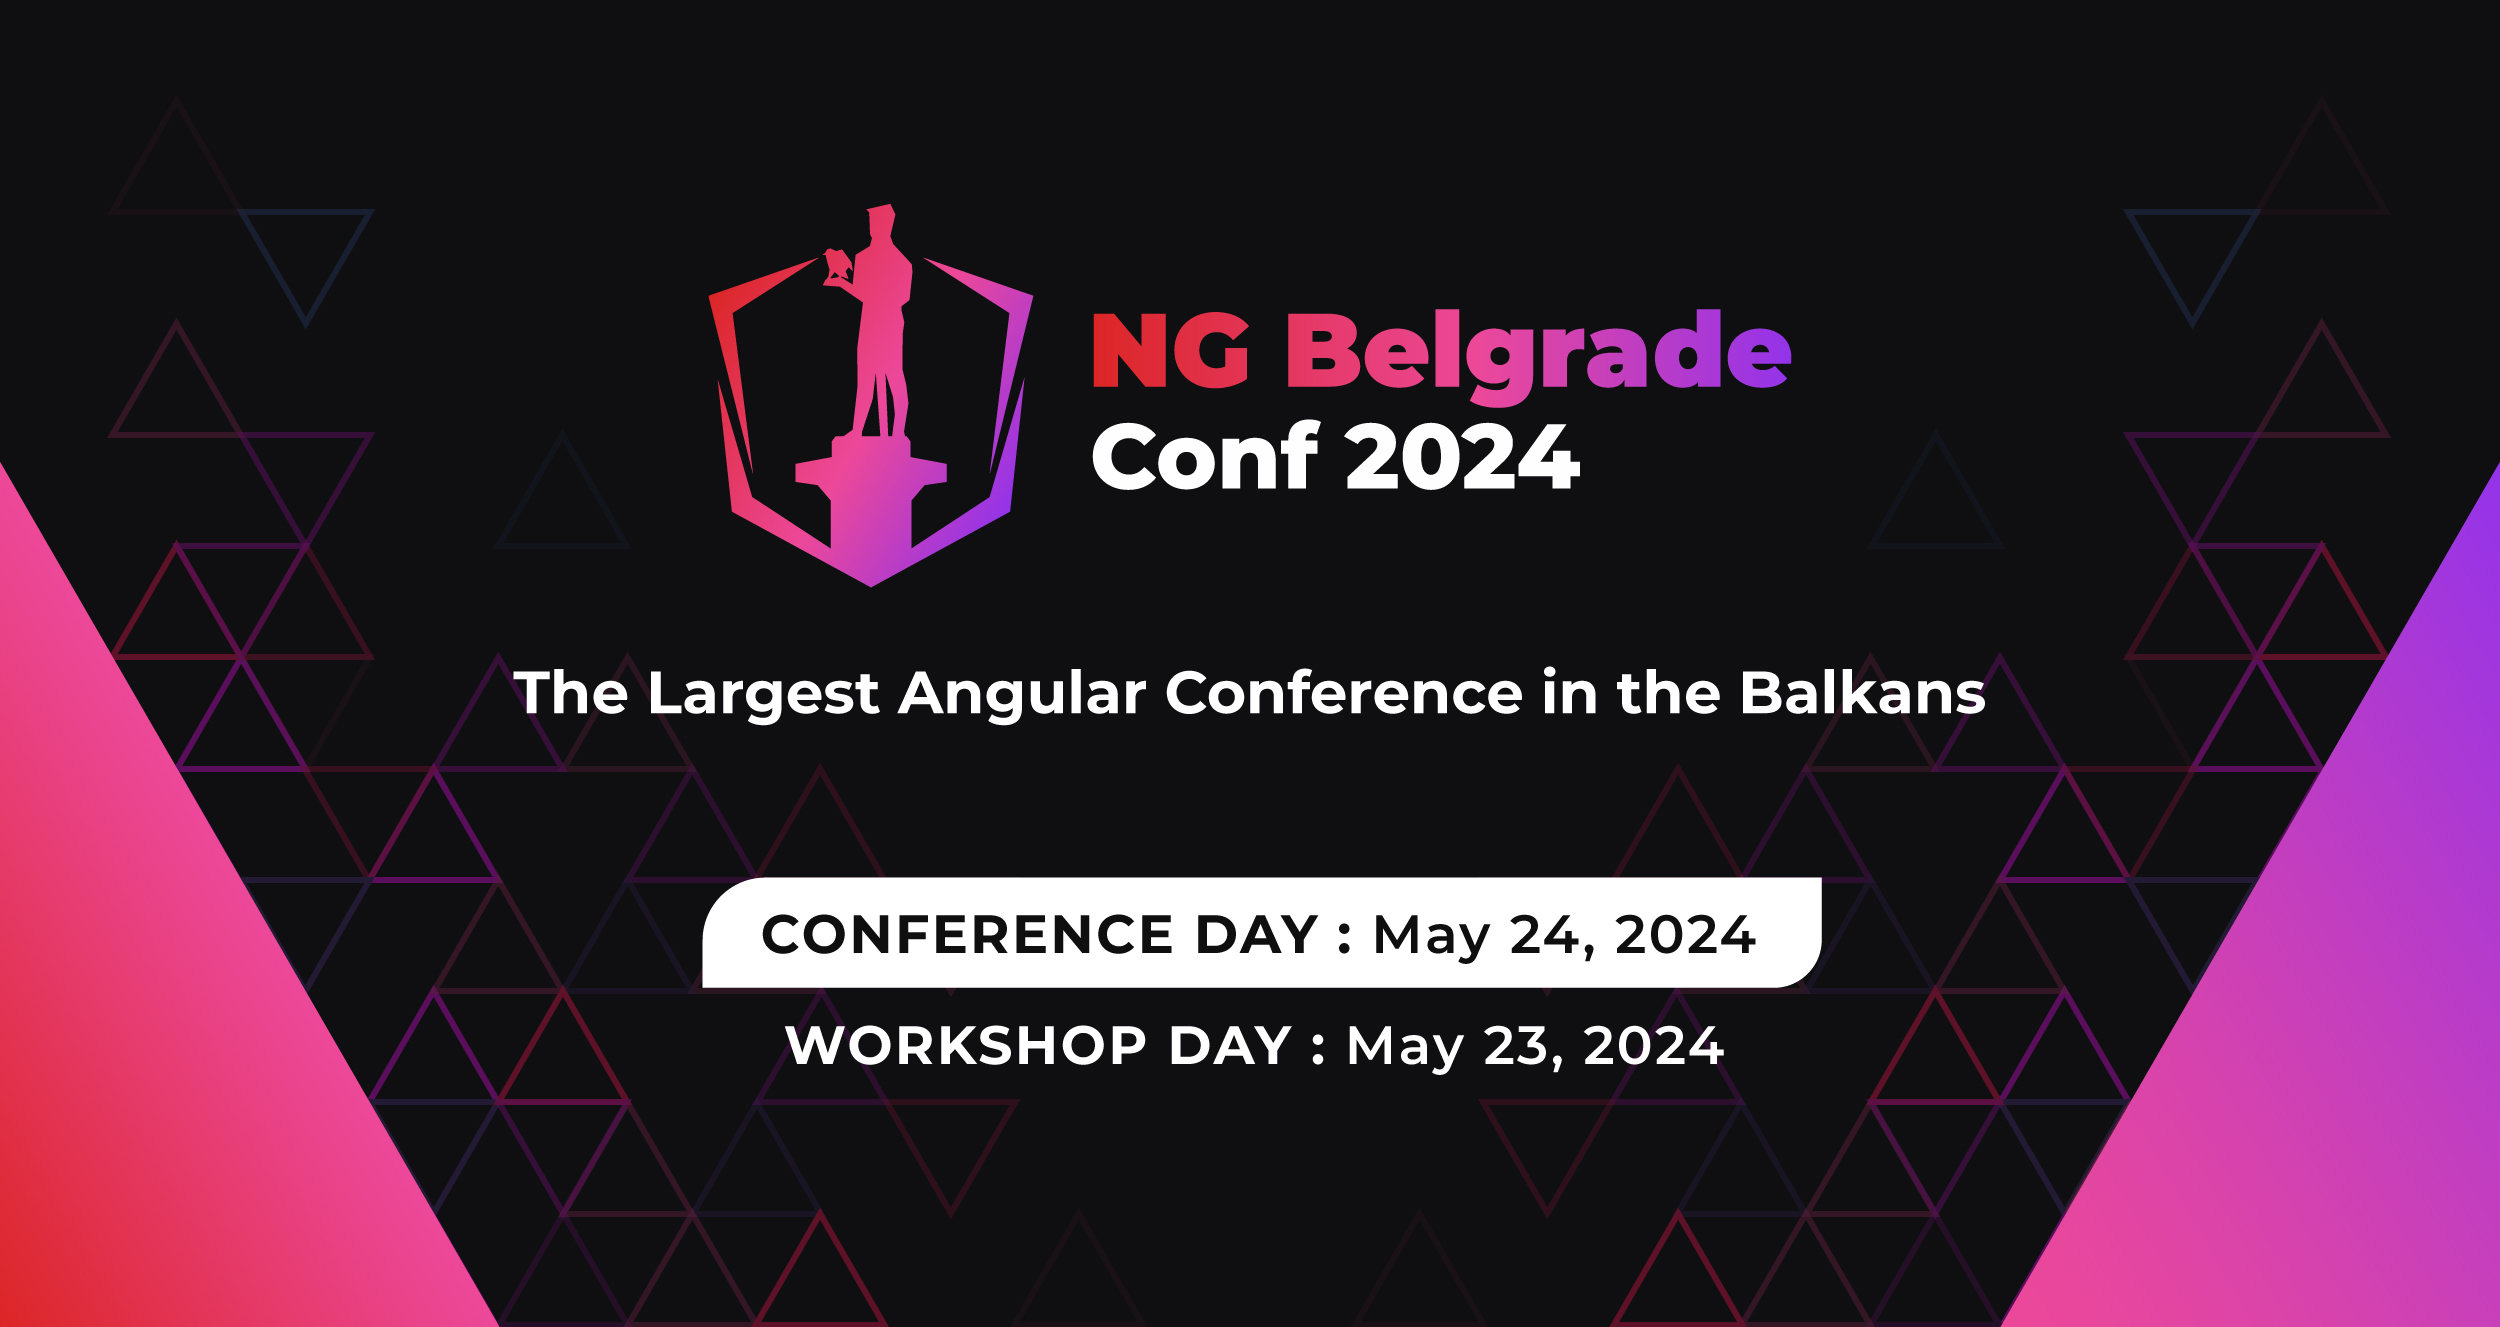 NG Belgrade
Conf 2024
The Largest Angular Conference in the Balkans
CONFERENCE DAY : May 24, 2024
WORKSHOP DAY : May 23, 2024